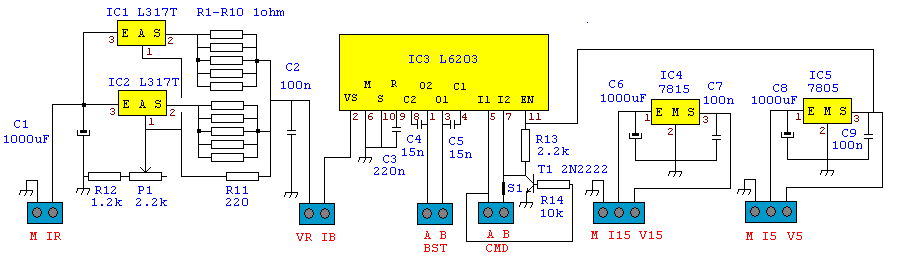 IC1 L317T
R1-R10 1ohm
E A S
3
2
1
IC2 L317T
E A S
3
2
1
C1
1000uF
C2
100n
R12
1.2k
P1
2.2k
R11
220
M IR
VR IB
IC3 L6203
M R O2 C1
VS S C2 O1 I1 I2 EN
2 6 10 9 8 1 3 4 5 7 11
C3
220n
C4
15n
C5
15n
R13
2.2k
T1 2N2222
S1
R14
10k
A B
BST
A B
CMD
IC4
7815
C6
1000uF
C7
100n
E M S
1
2
3
M I15 V15
IC5
7805
C8
1000uF
C9
100n
E M S
1
2
3
M I5 V5